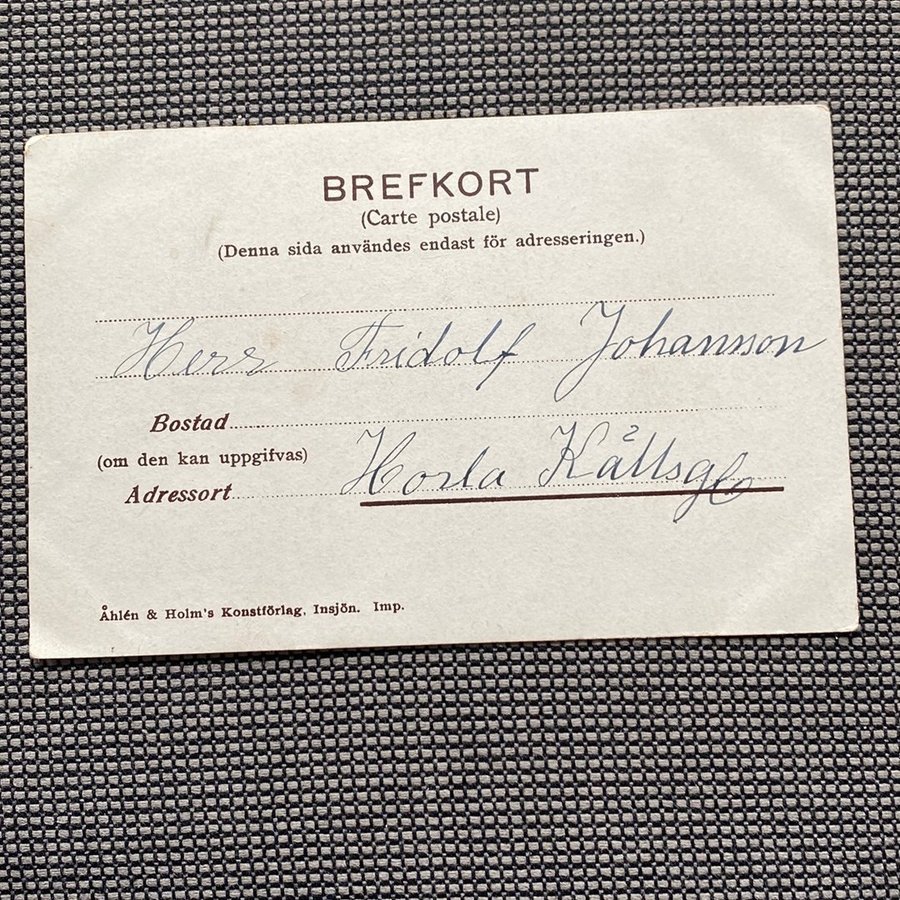 BREFKORT
(Carte postale)
(Denna sida användes endast för adresseringen.)
Herr Fridolf Johansson
Bostad
(om den kan uppgifvas)
Adressort
Åhlén & Holm's Konstförlag, Insjön. Imp.